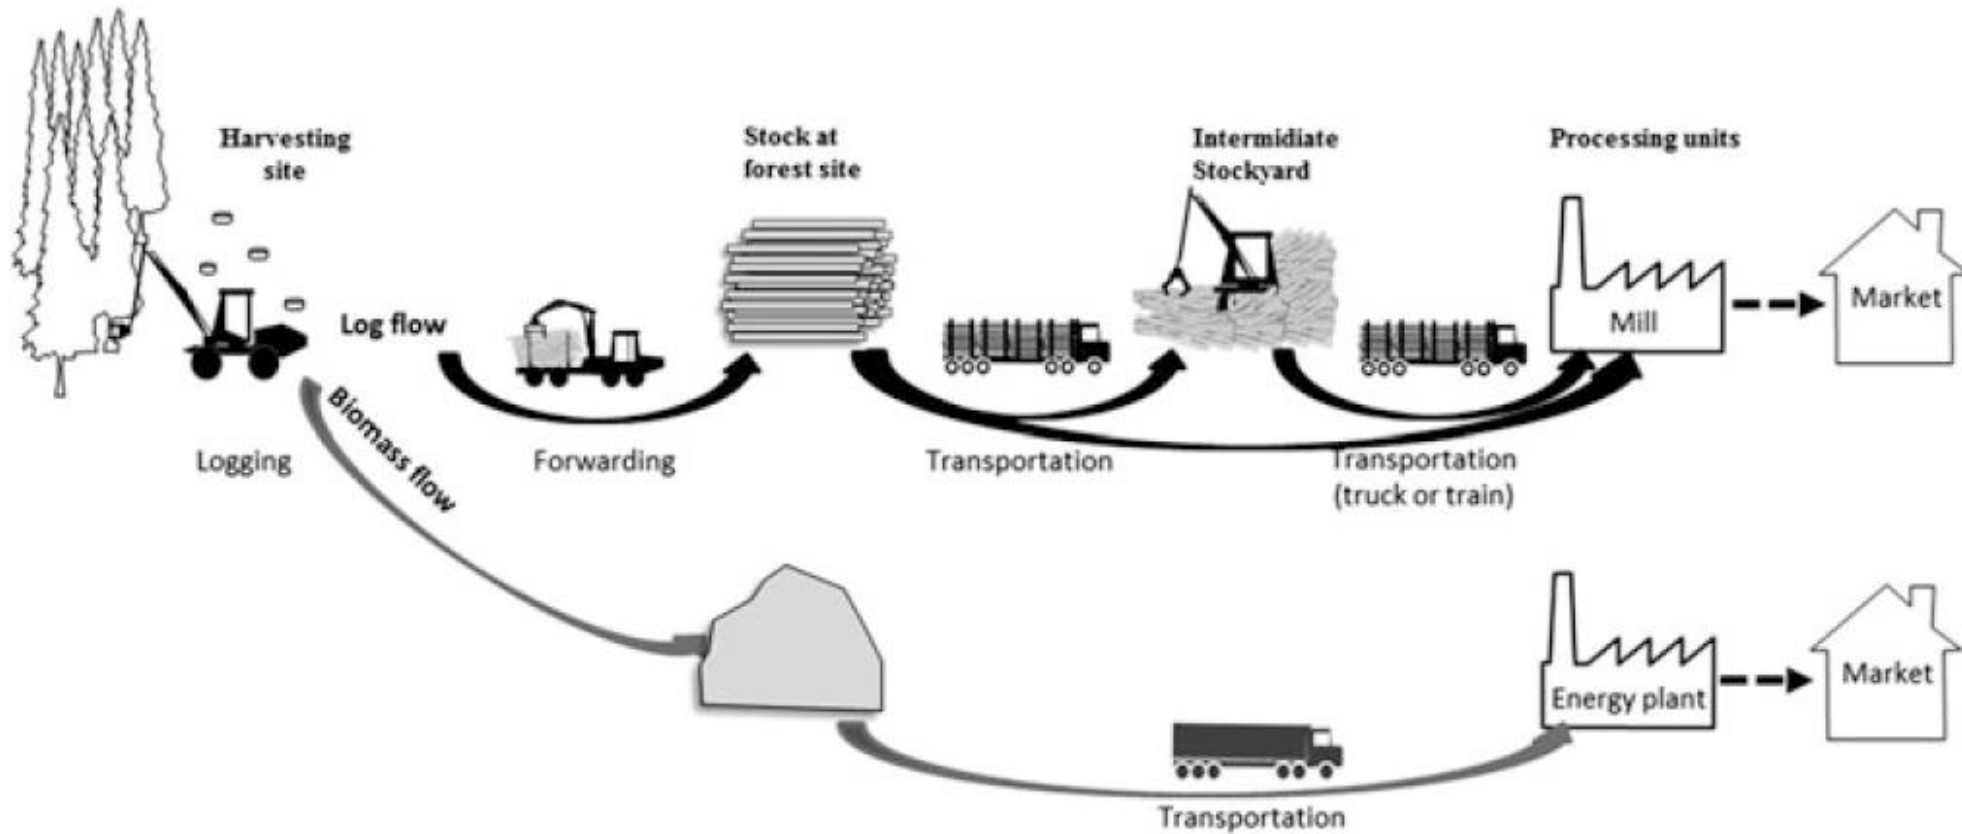 Harvesting
site
Stock at
forest site
Intermidiate
Stockyard
Processing units
Log flow
Mill
Market
Biomass flow
Logging
Forwarding
Transportation
Transportation
(truck or train)
Energy plant
Market
Transportation